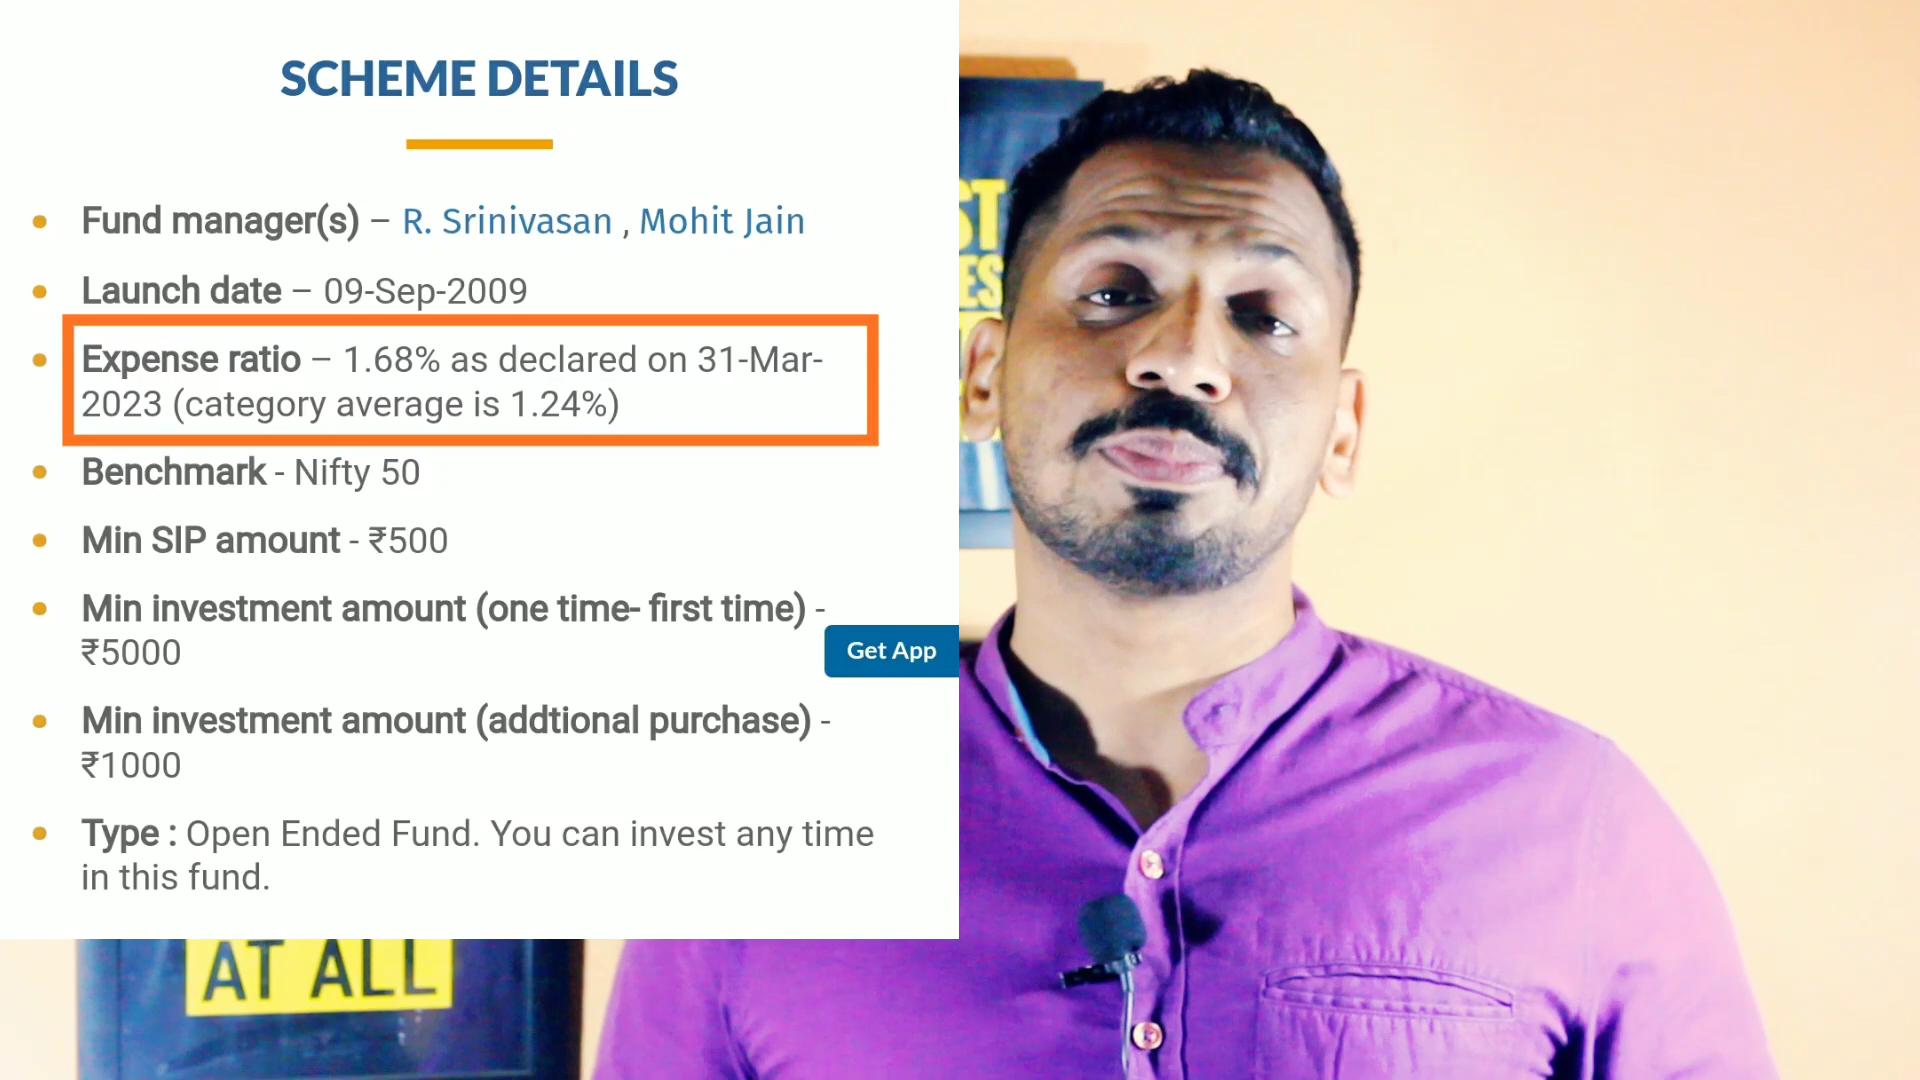 SCHEME DETAILS
Fund manager(s) – R. Srinivasan , Mohit Jain
Launch date – 09-Sep-2009
Expense ratio – 1.68% as declared on 31-Mar-
2023 (category average is 1.24%)
Benchmark - Nifty 50
Min SIP amount - ₹500
Min investment amount (one time- first time) -
₹5000
Get App
Min investment amount (addtional purchase) -
₹1000
Type : Open Ended Fund. You can invest any time
in this fund.
AT ALL